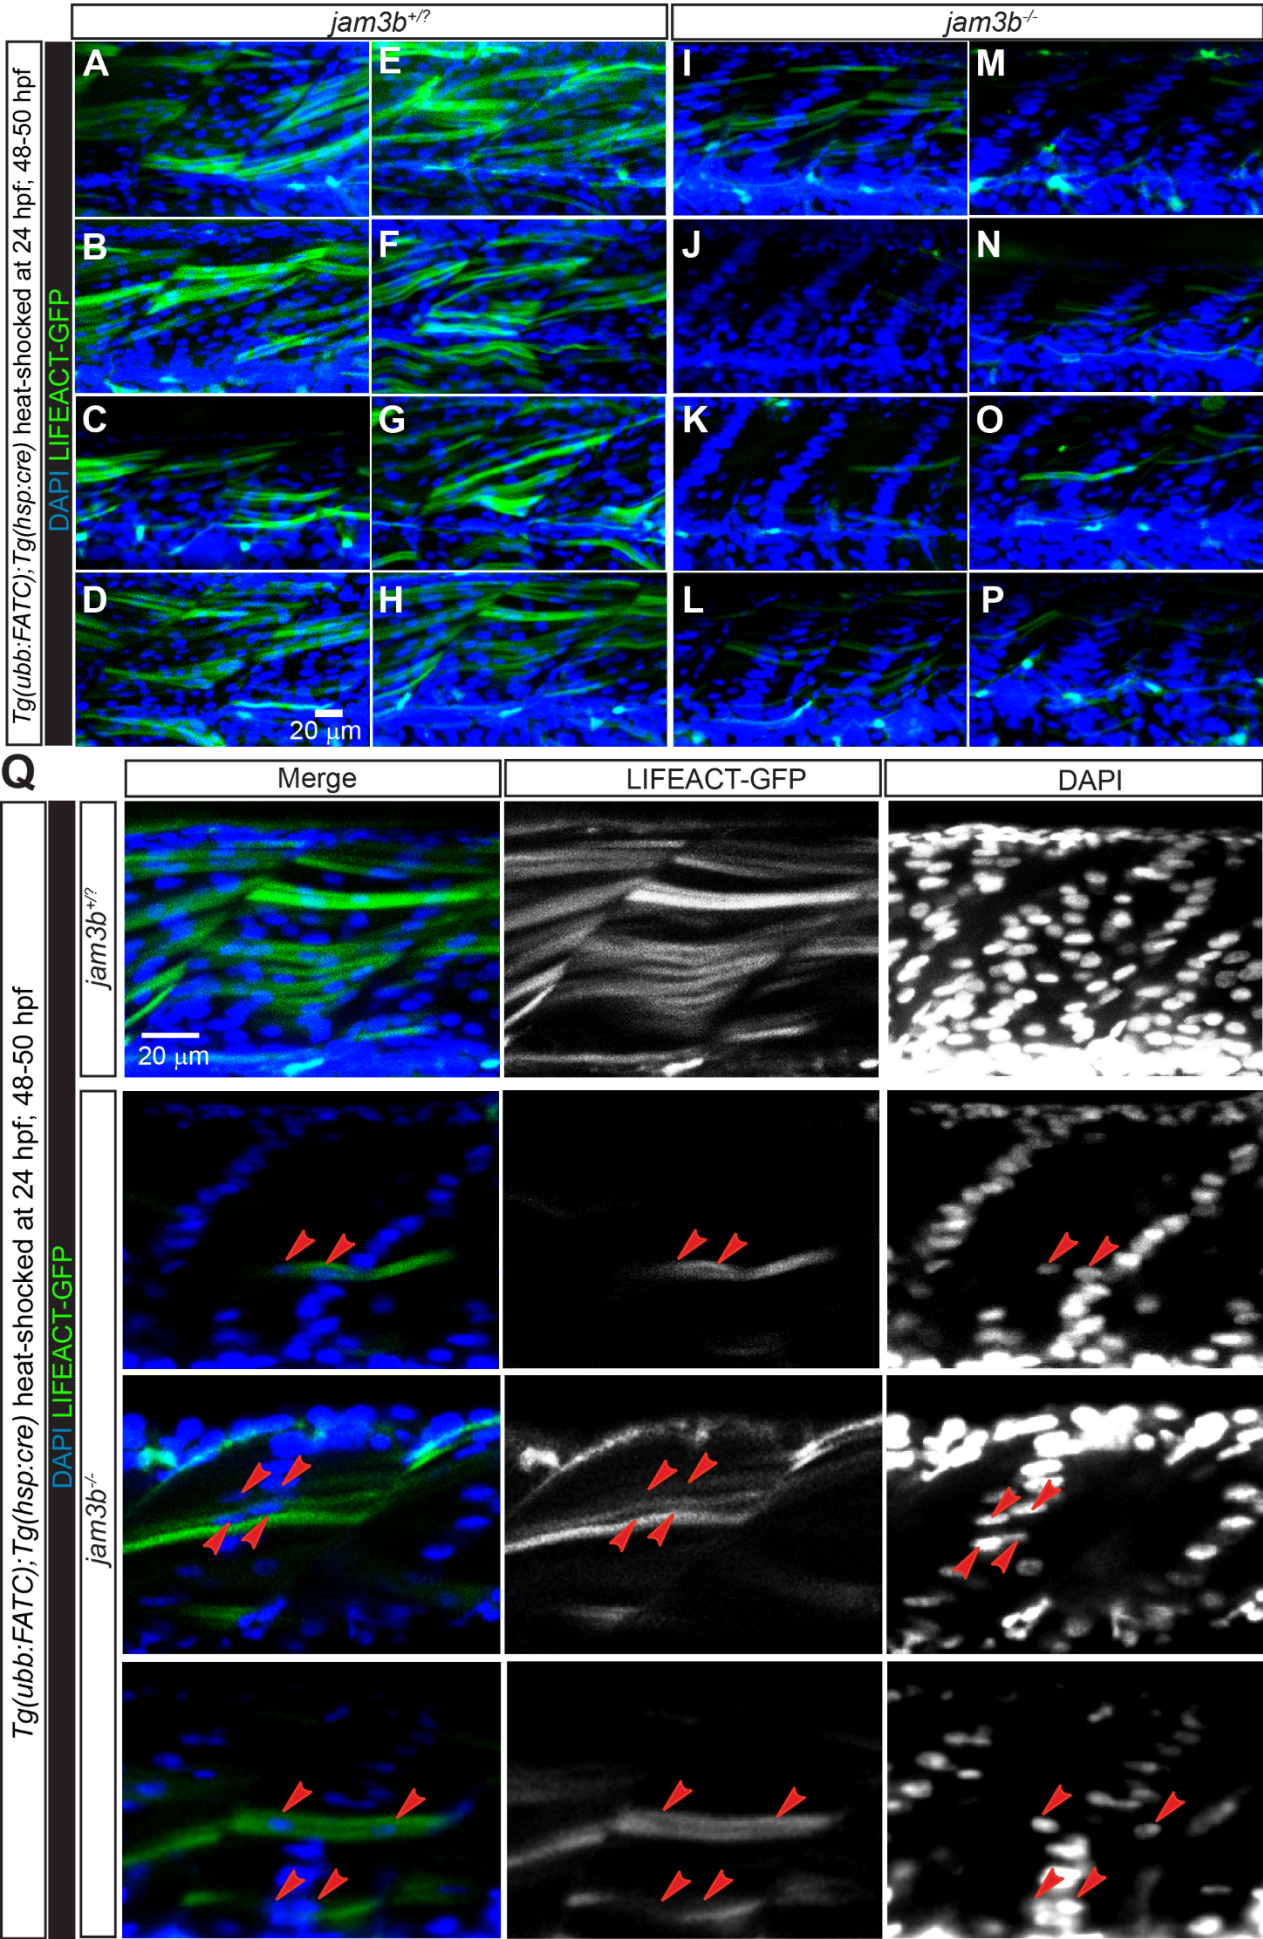 jam3b+/?
jam3b-/-
Tg(ubb:FATC);Tg(hsp:cre) heat-shocked at 24 hpf; 48-50 hpf
DAPI LIFEACT-GFP
A
E
I
M
B
F
J
N
C
G
K
O
D
H
L
P
20 μm
Q
Merge
LIFEACT-GFP
DAPI
Tg(ubb:FATC);Tg(hsp:cre) heat-shocked at 24 hpf; 48-50 hpf
DAPI LIFEACT-GFP
jam3b+/?
20 μm
jam3b-/-